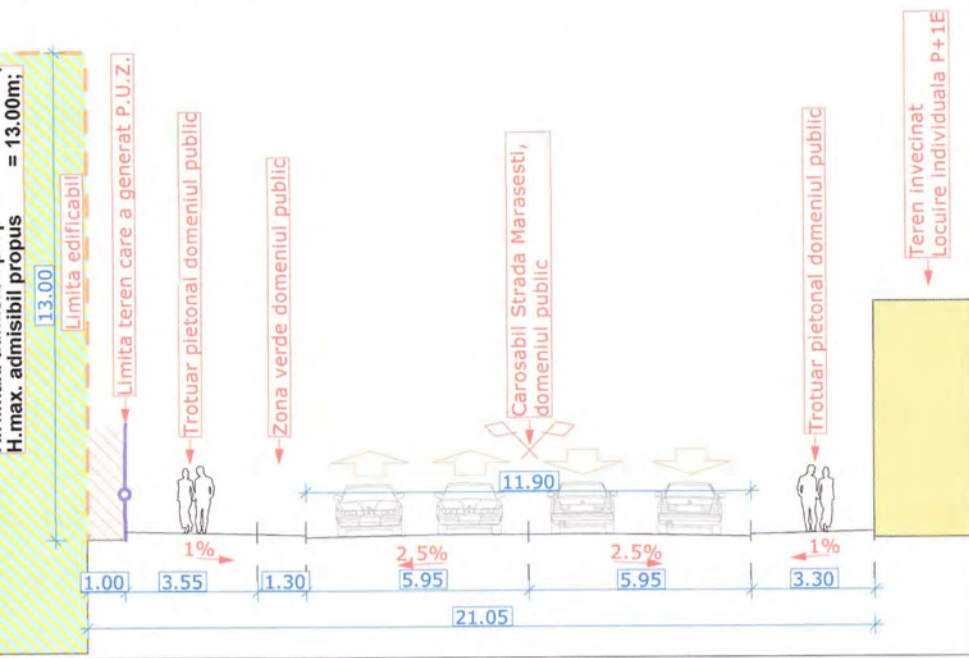 H.max. admisibil propus = 13.00m;
Limita edificabil
13.00
Limita teren care a generat P.U.Z.
Trotuar pietonal domeniul public
Zona verde domeniul public
Carosabil Strada Marasesti,
domeniul public
Trotuar pietonal domeniul public
Teren invecinat
Locuire individuala P+1E
11.90
1%
2,5%
2.5%
1%
1.00
3.55
1.30
5.95
5.95
3.30
21.05